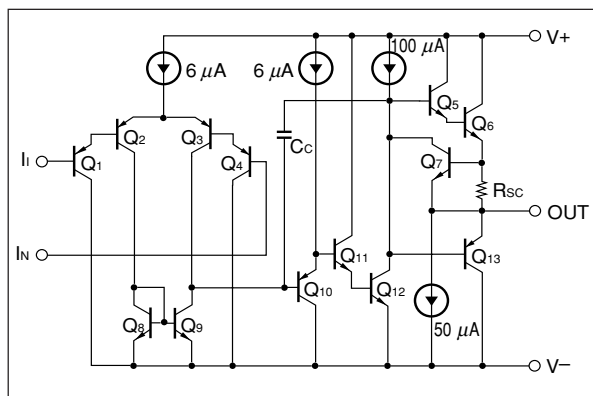 V+
6 μA
6 μA
100 μA
Q5
Q6
Q2
Q3
Q4
CC
Q7
II
Q1
RSC
OUT
IN
Q11
Q13
Q10
Q12
Q8
Q9
50 μA
V–